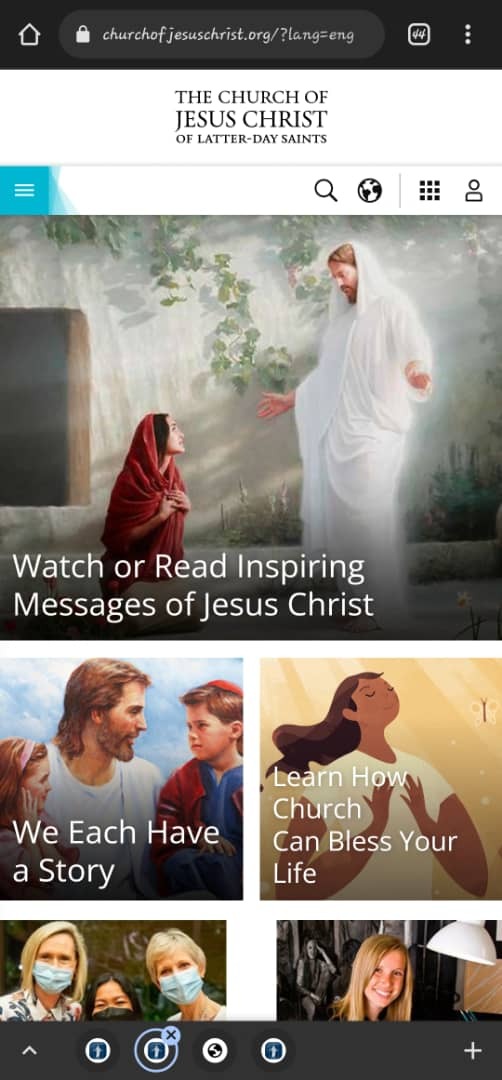 churchofjesuschrist.org/?lang=eng
44
THE CHURCH OF
JESUS CHRIST
OF LATTER-DAY SAINTS
Watch or Read Inspiring
Messages of Jesus Christ
We Each Have
a Story
Learn How
Church
Can Bless Your
Life